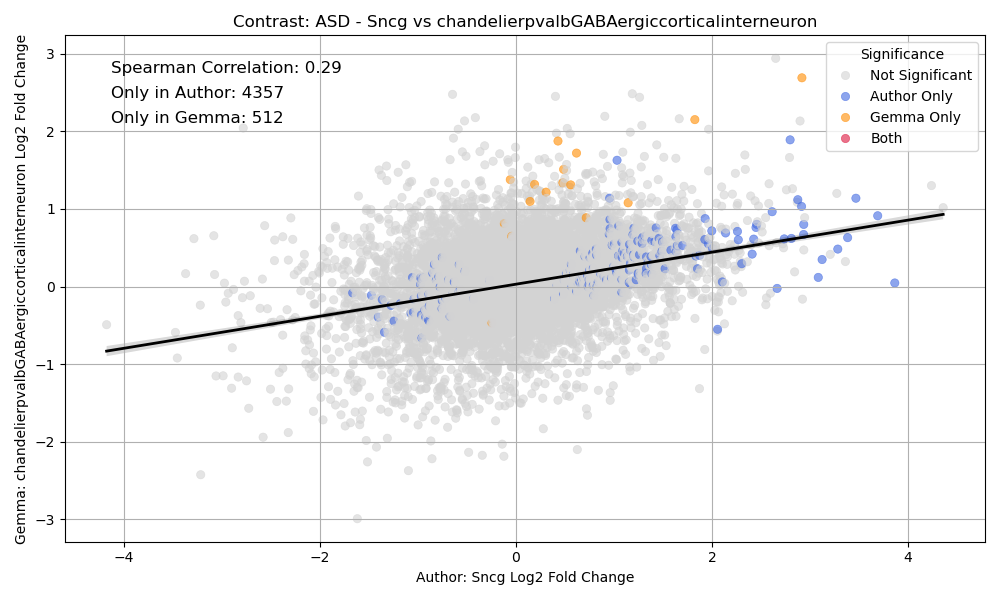 Contrast: ASD - Sncg vs chandelierpvalbGABAergiccorticalinterneuron
Gemma: chandelierpvalbGABAergiccorticalinterneuron Log2 Fold Change
3
2
1
0
−1
−2
−3
Spearman Correlation: 0.29
Only in Author: 4357
Only in Gemma: 512
Significance
Not Significant
Author Only
Gemma Only
Both
−4
−2
0
2
4
Author: Sncg Log2 Fold Change